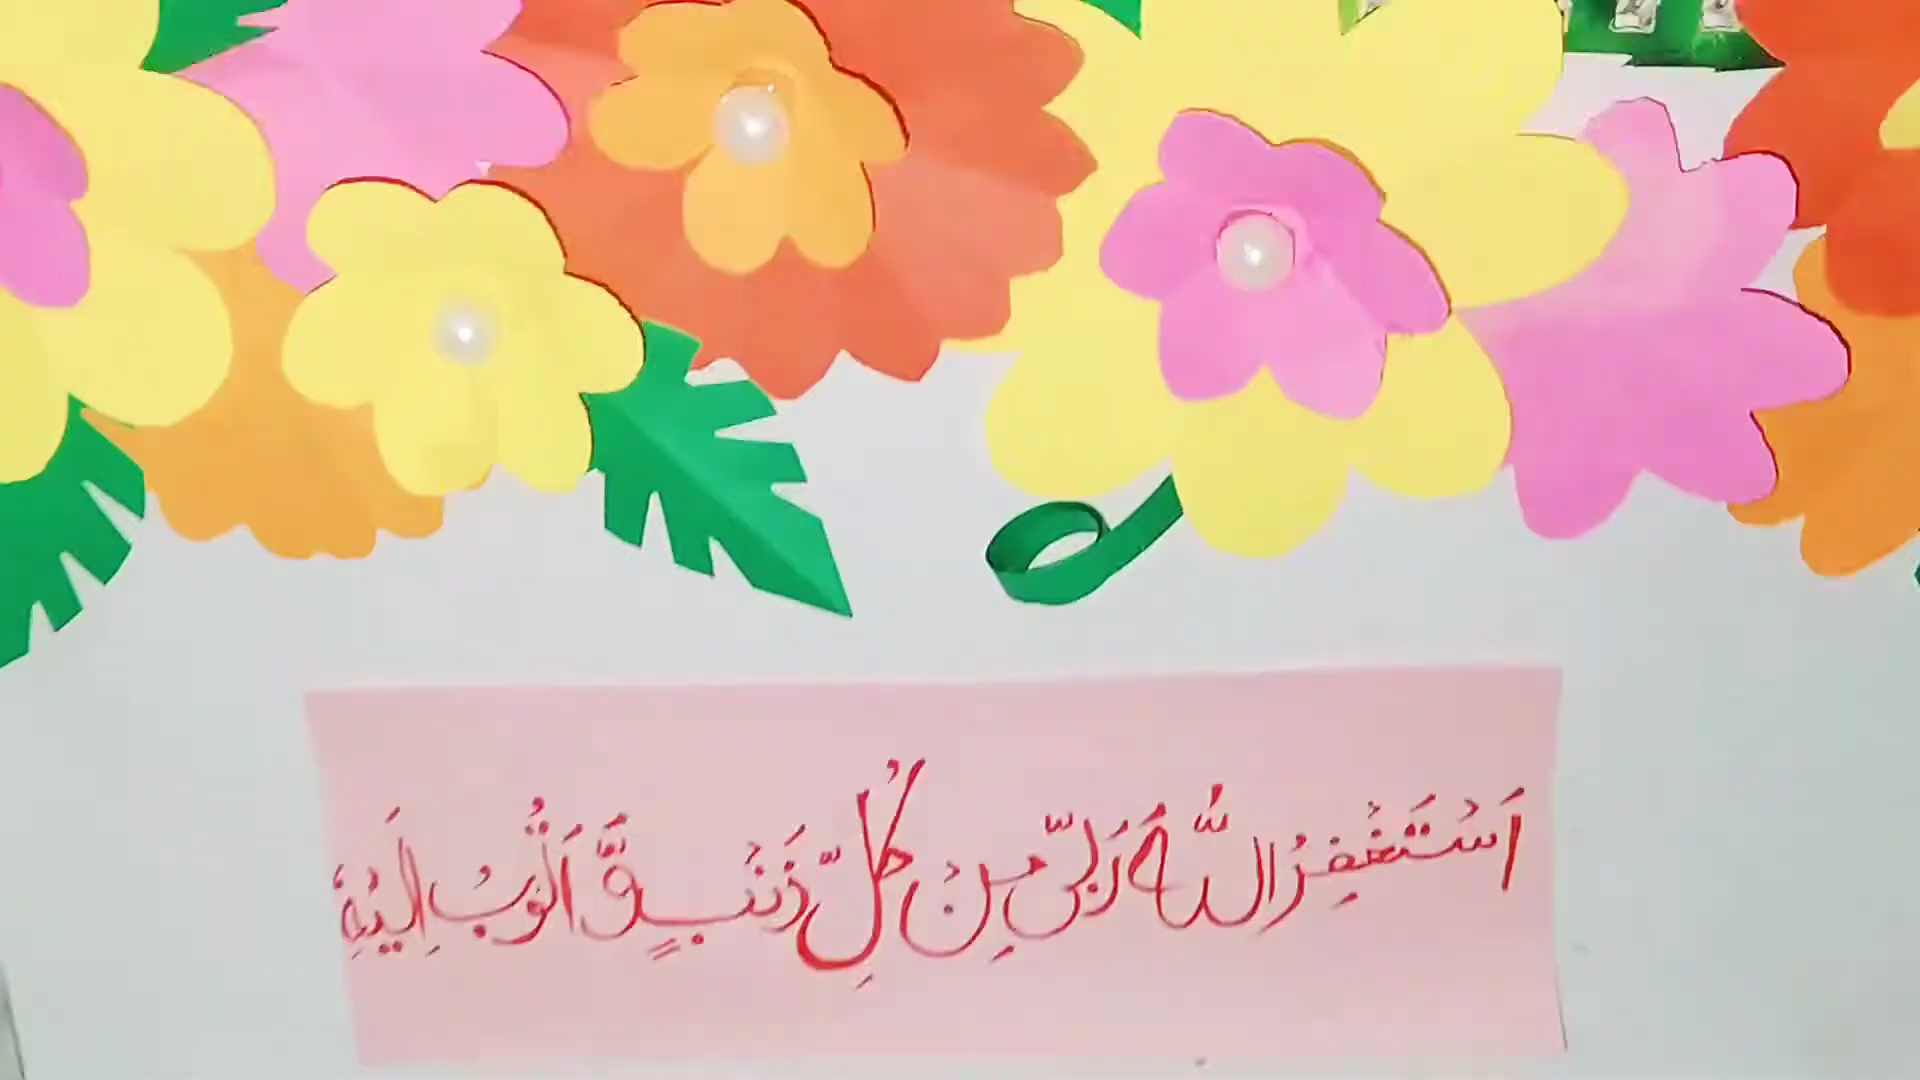 اَسْتَغْفِرُ اللّٰهَ رَبِّیْ مِنْ کُلِّ ذَنْبٍ وَّ اَتُوْبُ اِلَیْهِ